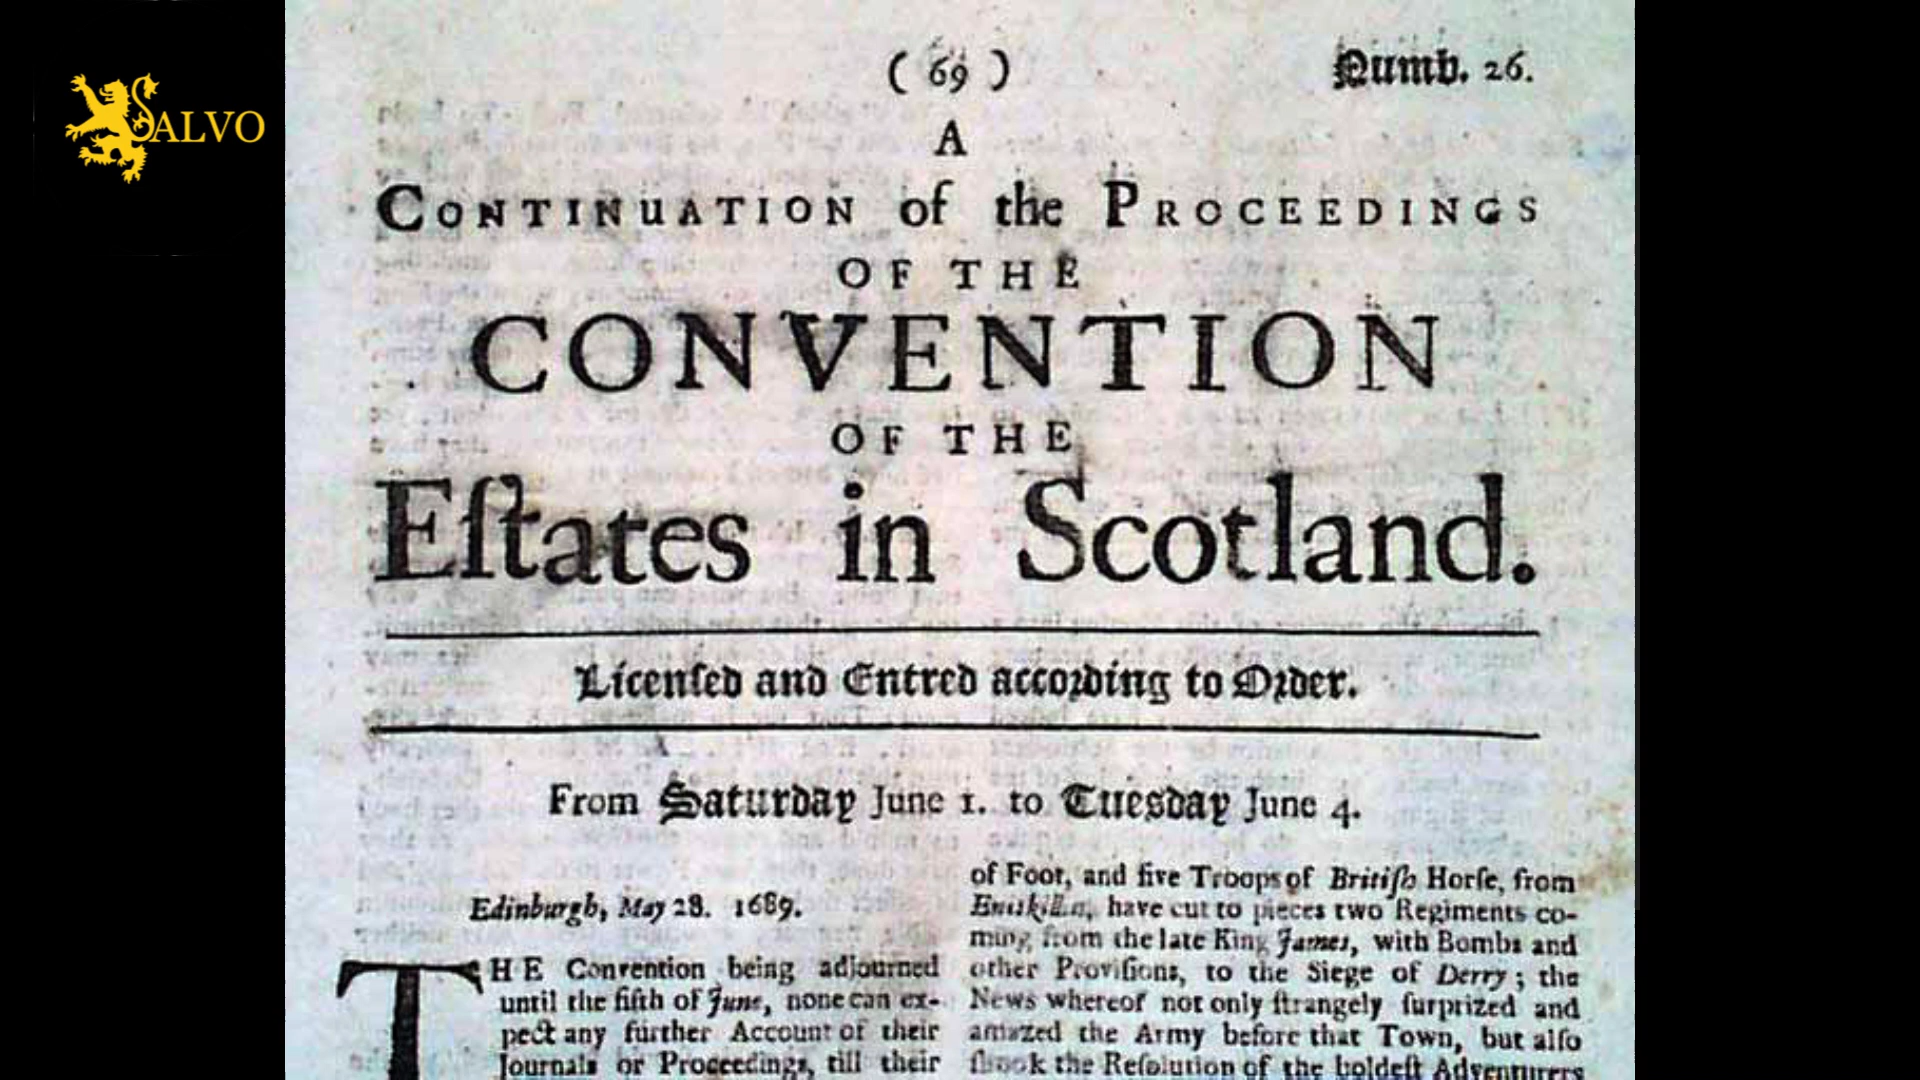 SALVO
( 69 )
Numb. 26.
A
CONTINUATION of the PROCEEDINGS
OF THE
CONVENTION
OF THE
Eſtates in Scotland.
Licenſed and Entred according to Order.
From Saturday June 1. to Tuesday June 4.
Edinburgh, May 28. 1689.
THE Convention being adjourned
until the fifth of June, none can ex-
pect any further Account of their
Journals or Proceedings, till their
of Foot, and five Troops of Britiſh Horſe, from
Eniskilln, have cut to pieces two Regiments co-
ming from the late King James, with Bombs and
other Proviſions, to the Siege of Derry; the
News whereof not only ſtrangely ſurprized and
amazed the Army before that Town, but alſo
ſhook the Reſolution of the boldeſt Adventurers